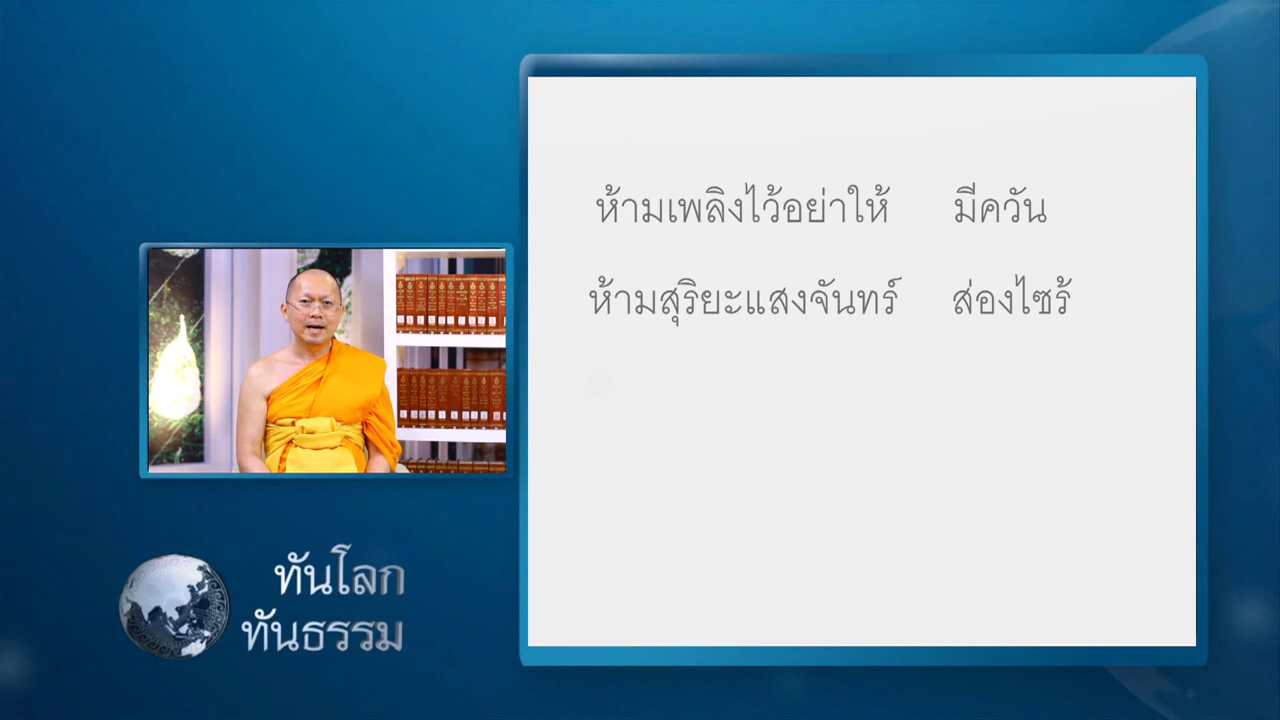 ห้ามเพลิงไว้อย่าให้ มีควัน
ห้ามสุริยะแสงจันทร์ ส่องไซร้
ทันโลก
ทันธรรม